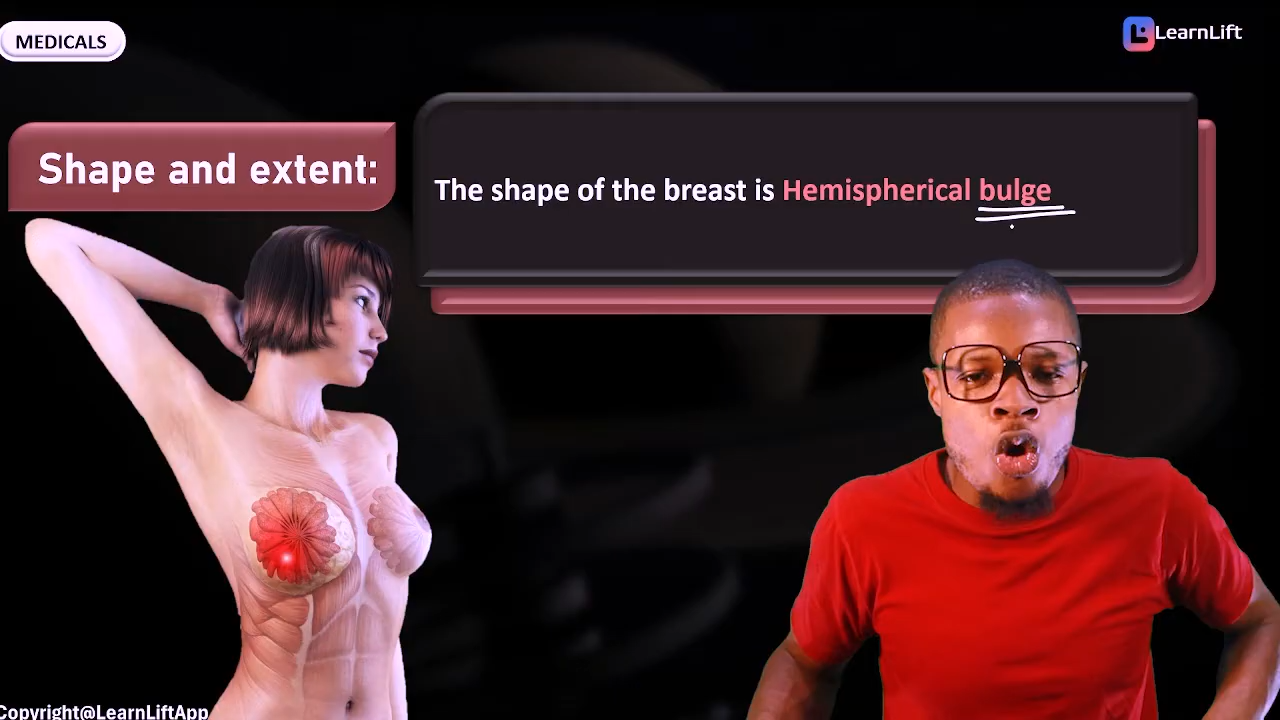 MEDICALS
LearnLift
Shape and extent:
The shape of the breast is Hemispherical bulge
Copyright@LearnLiftApp